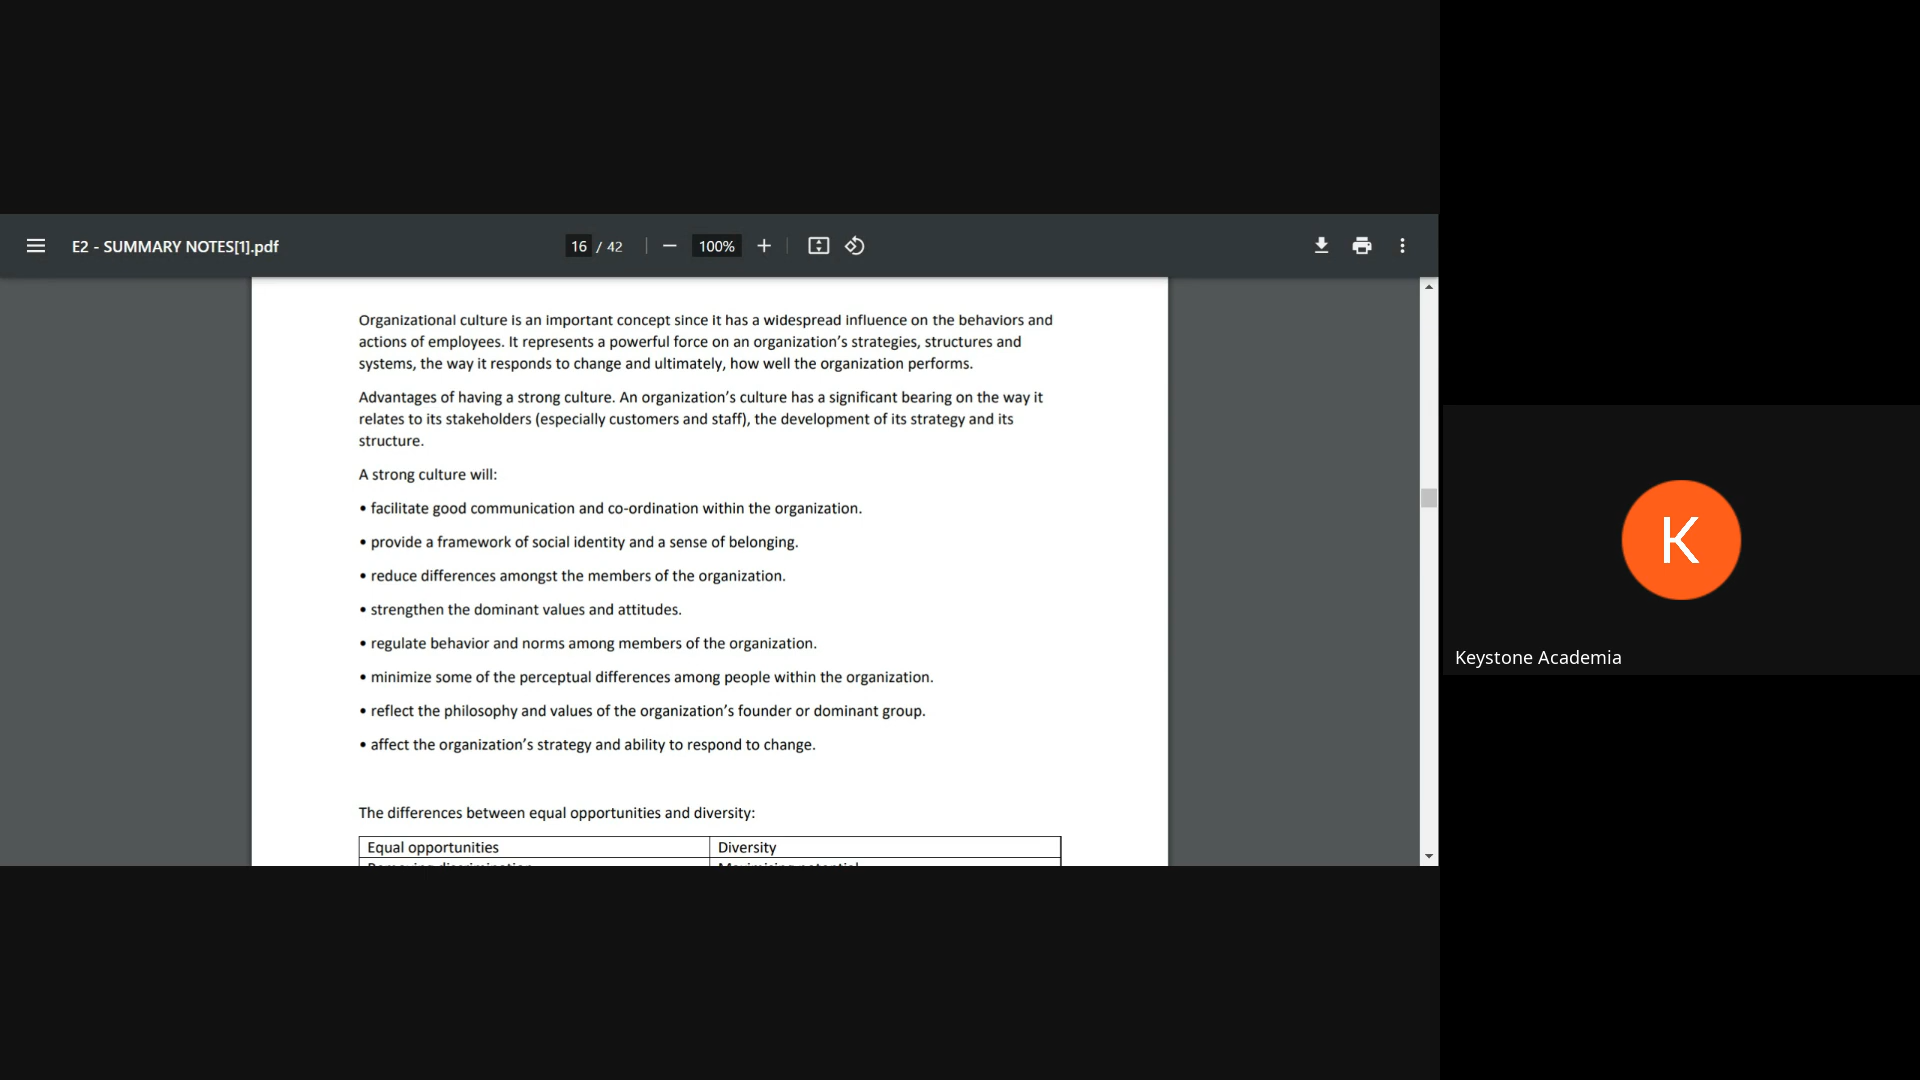 E2 - SUMMARY NOTES[1].pdf
16 / 42
100%
Organizational culture is an important concept since it has a widespread influence on the behaviors and
actions of employees. It represents a powerful force on an organization’s strategies, structures and
systems, the way it responds to change and ultimately, how well the organization performs.
Advantages of having a strong culture. An organization’s culture has a significant bearing on the way it
relates to its stakeholders (especially customers and staff), the development of its strategy and its
structure.
A strong culture will:
• facilitate good communication and co-ordination within the organization.
• provide a framework of social identity and a sense of belonging.
• reduce differences amongst the members of the organization.
• strengthen the dominant values and attitudes.
• regulate behavior and norms among members of the organization.
• minimize some of the perceptual differences among people within the organization.
• reflect the philosophy and values of the organization’s founder or dominant group.
• affect the organization’s strategy and ability to respond to change.
The differences between equal opportunities and diversity:
Equal opportunities Diversity
K
Keystone Academia